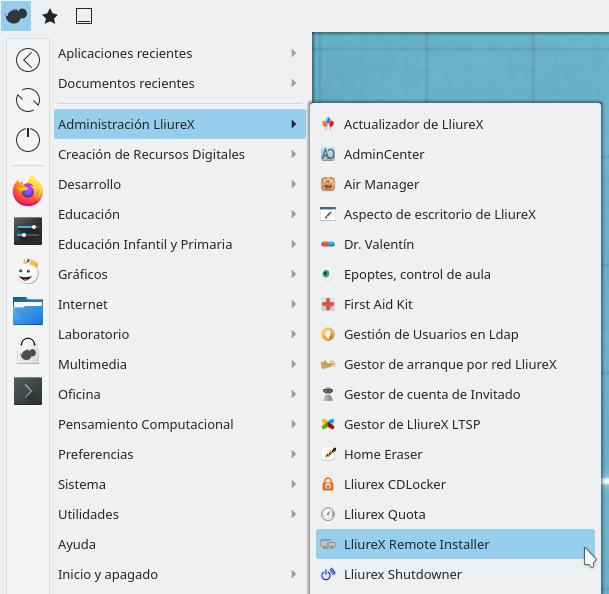 Aplicaciones recientes
Documentos recientes
Administración LliureX
Creación de Recursos Digitales
Desarrollo
Educación
Educación Infantil y Primaria
Gráficos
Internet
Laboratorio
Multimedia
Oficina
Pensamiento Computacional
Preferencias
Sistema
Utilidades
Ayuda
Inicio y apagado
Actualizador de LliureX
AdminCenter
Air Manager
Aspecto de escritorio de LliureX
Dr. Valentín
Epoptes, control de aula
First Aid Kit
Gestión de Usuarios en Ldap
Gestor de arranque por red LliureX
Gestor de cuenta de Invitado
Gestor de LliureX LTSP
Home Eraser
Lliurex CDLocker
Lliurex Quota
LliureX Remote Installer
Lliurex Shutdowner